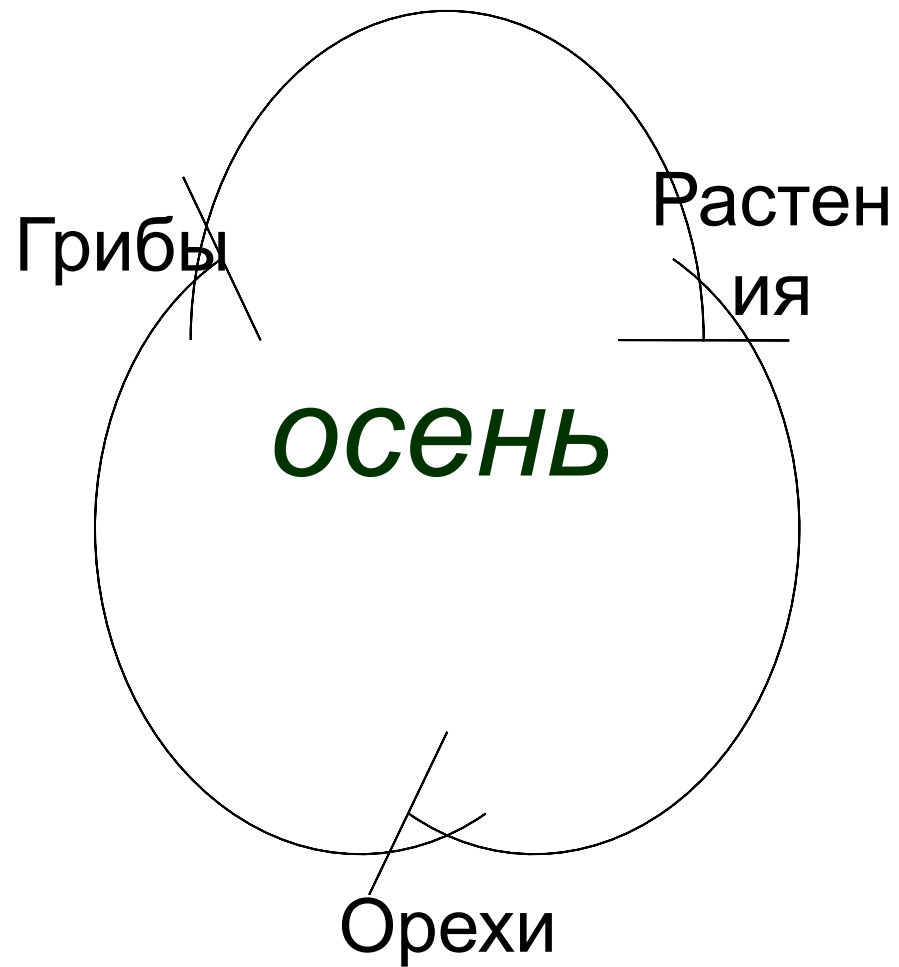 Растен
ия
Грибы
осень
Орехи